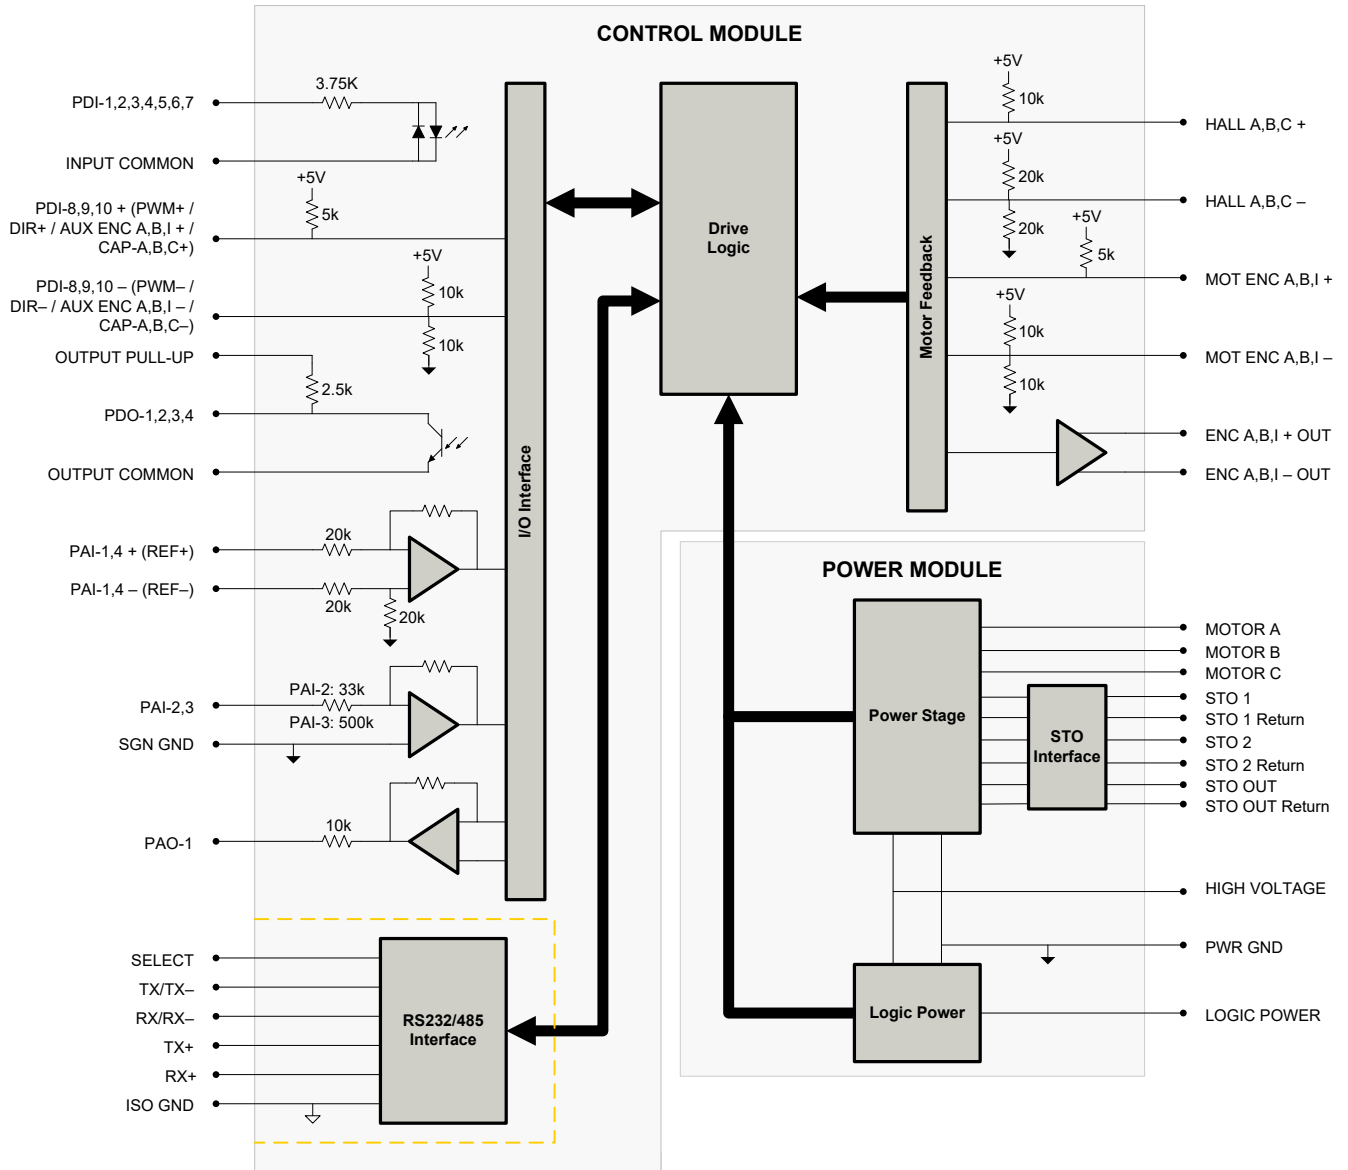 CONTROL MODULE
PDI-1,2,3,4,5,6,7
3.75K
INPUT COMMON
+5V
5k
PDI-8,9,10 + (PWM+ /
DIR+ / AUX ENC A,B,I + /
CAP-A,B,C+)
+5V
10k
10k
PDI-8,9,10 – (PWM– /
DIR– / AUX ENC A,B,I – /
CAP-A,B,C–)
OUTPUT PULL-UP
2.5k
PDO-1,2,3,4
OUTPUT COMMON
PAI-1,4 + (REF+)
20k
PAI-1,4 – (REF–)
20k
20k
PAI-2,3
PAI-2: 33k
PAI-3: 500k
SGN GND
PAO-1
10k
I/O Interface
SELECT
TX/TX–
RX/RX–
TX+
RX+
ISO GND
RS232/485
Interface
Drive
Logic
Motor Feedback
+5V
10k
HALL A,B,C +
+5V
20k
20k
HALL A,B,C –
+5V
5k
MOT ENC A,B,I +
+5V
10k
10k
MOT ENC A,B,I –
ENC A,B,I + OUT
ENC A,B,I – OUT
POWER MODULE
Power Stage
STO
Interface
MOTOR A
MOTOR B
MOTOR C
STO 1
STO 1 Return
STO 2
STO 2 Return
STO OUT
STO OUT Return
HIGH VOLTAGE
PWR GND
Logic Power
LOGIC POWER